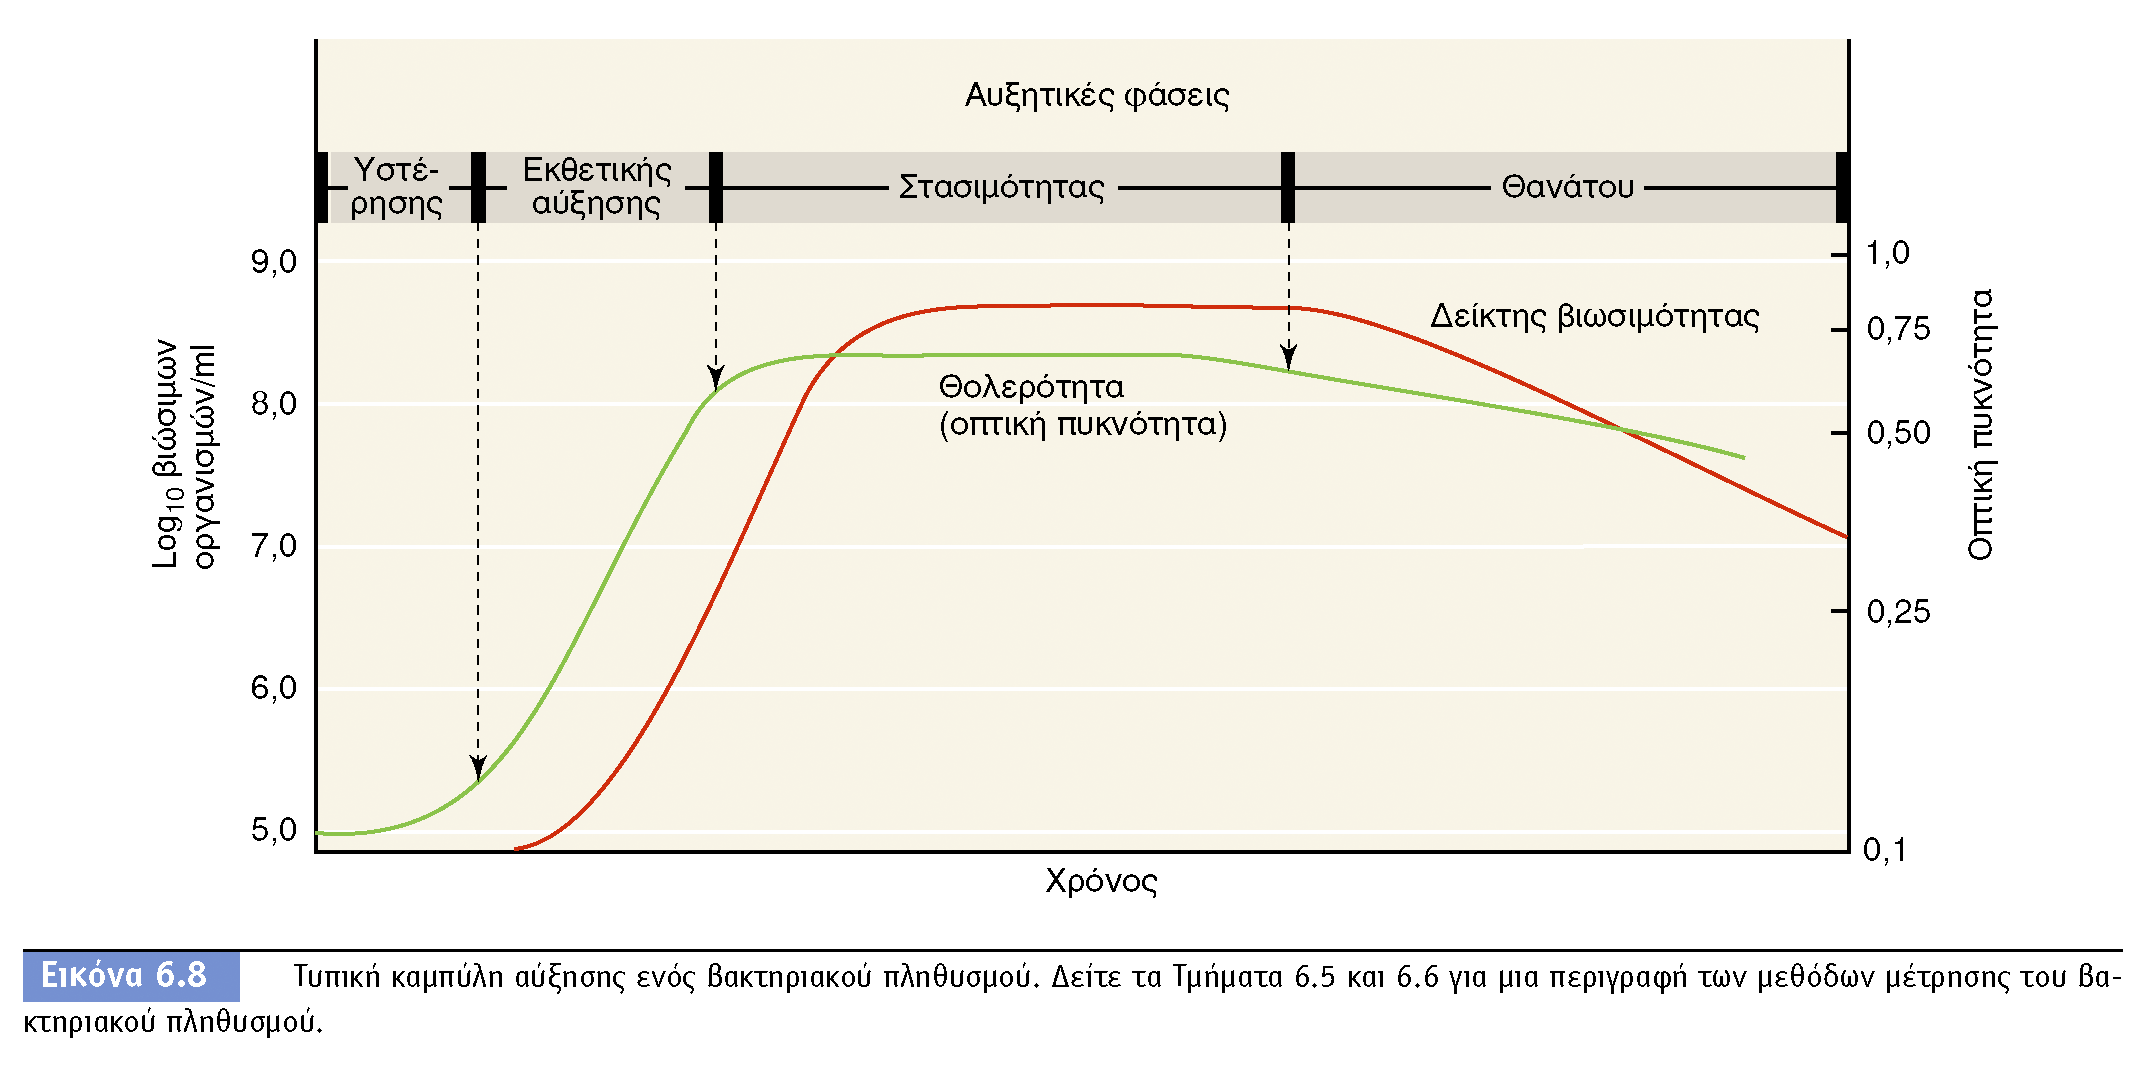 Αυξητικές φάσεις
Υστέ-
ρησης
Εκθετικής
αύξησης
Στασιμότητας
Θανάτου
9,0
8,0
7,0
6,0
5,0
Log10 βιώσιμων
οργανισμών/ml
Δείκτης βιωσιμότητας
Θολερότητα
(οπτική πυκνότητα)
1,0
0,75
0,50
0,25
0,1
Οπτική πυκνότητα
Χρόνος
Εικόνα 6.8 Τυπική καμπύλη αύξησης ενός βακτηριακού πληθυσμού. Δείτε τα Τμήματα 6.5 και 6.6 για μια περιγραφή των μεθόδων μέτρησης του βα-
κτηριακού πληθυσμού.